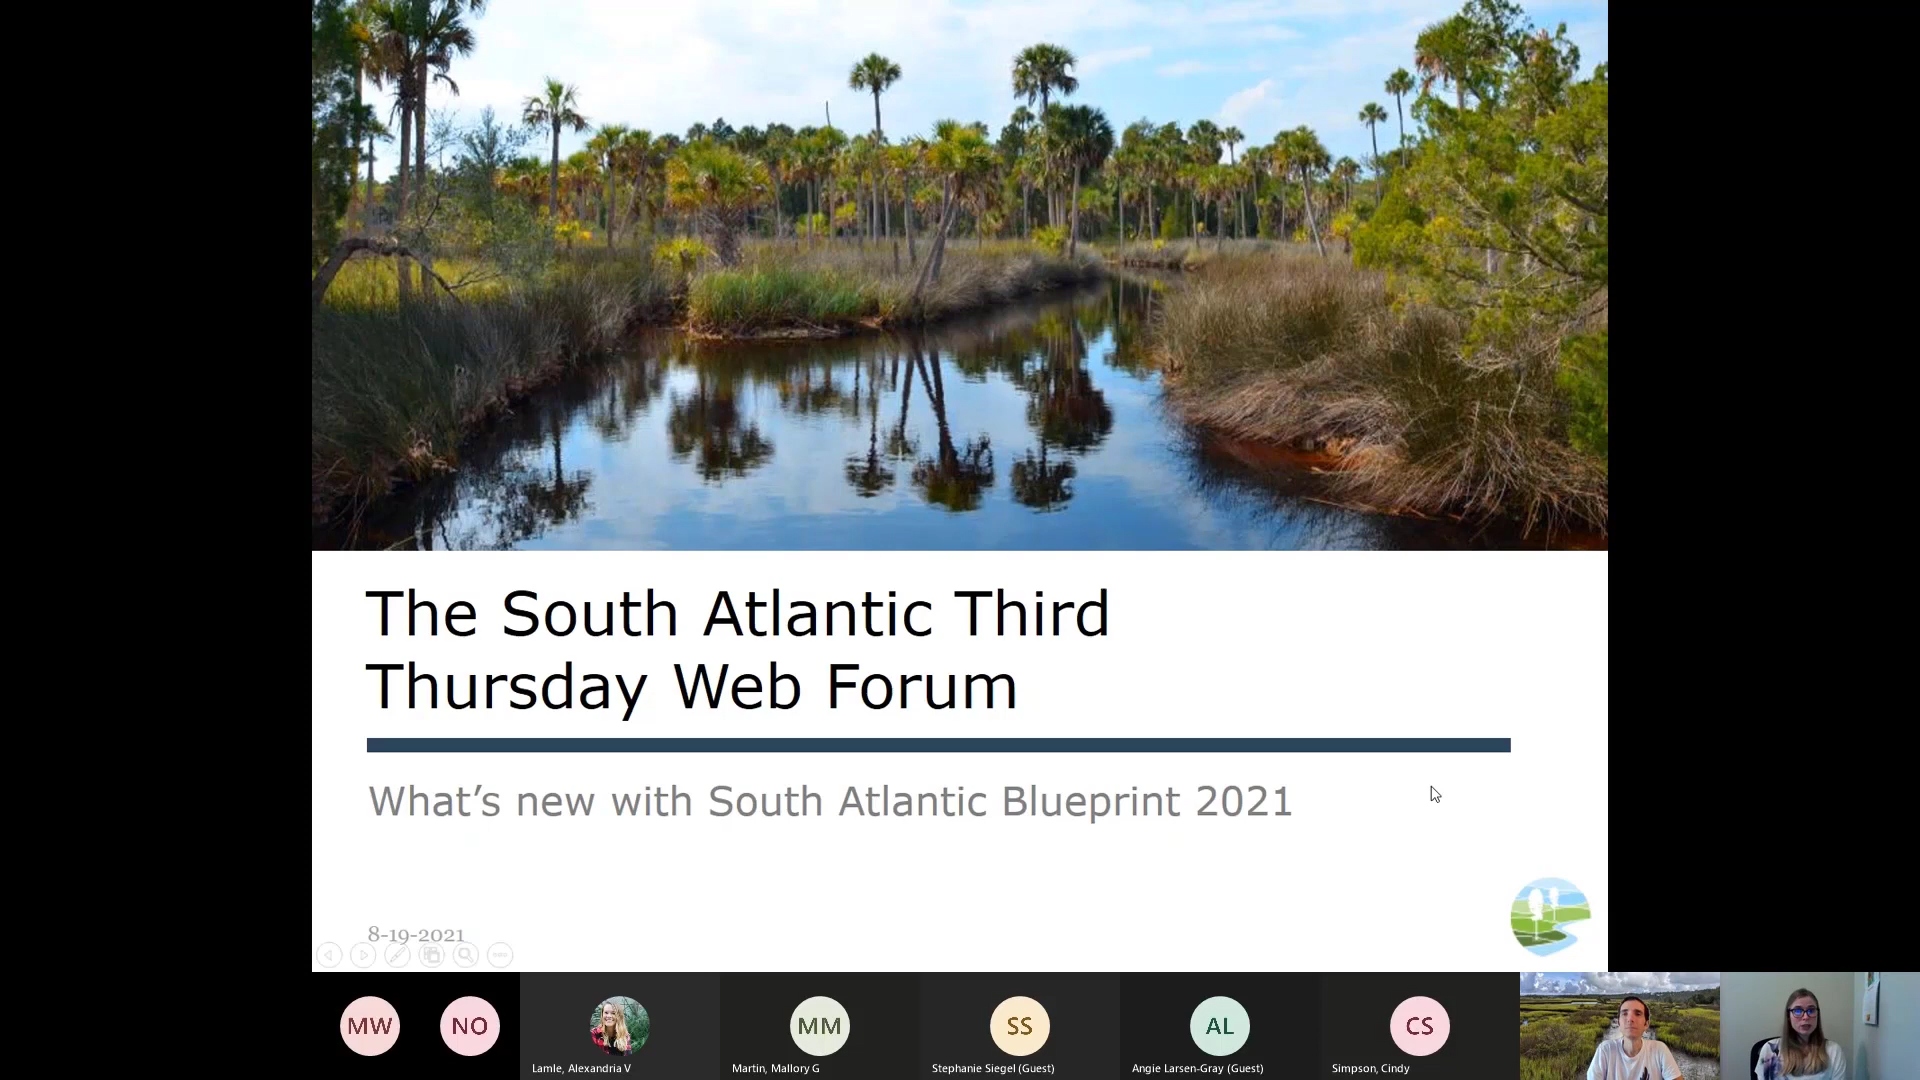 The South Atlantic Third
Thursday Web Forum
What's new with South Atlantic Blueprint 2021
8-19-2021
MW
NO
MM
SS
AL
CS
Lamle, Alexandria V
Martin, Mallory G
Stephanie Siegel (Guest)
Angie Larsen-Gray (Guest)
Simpson, Cindy